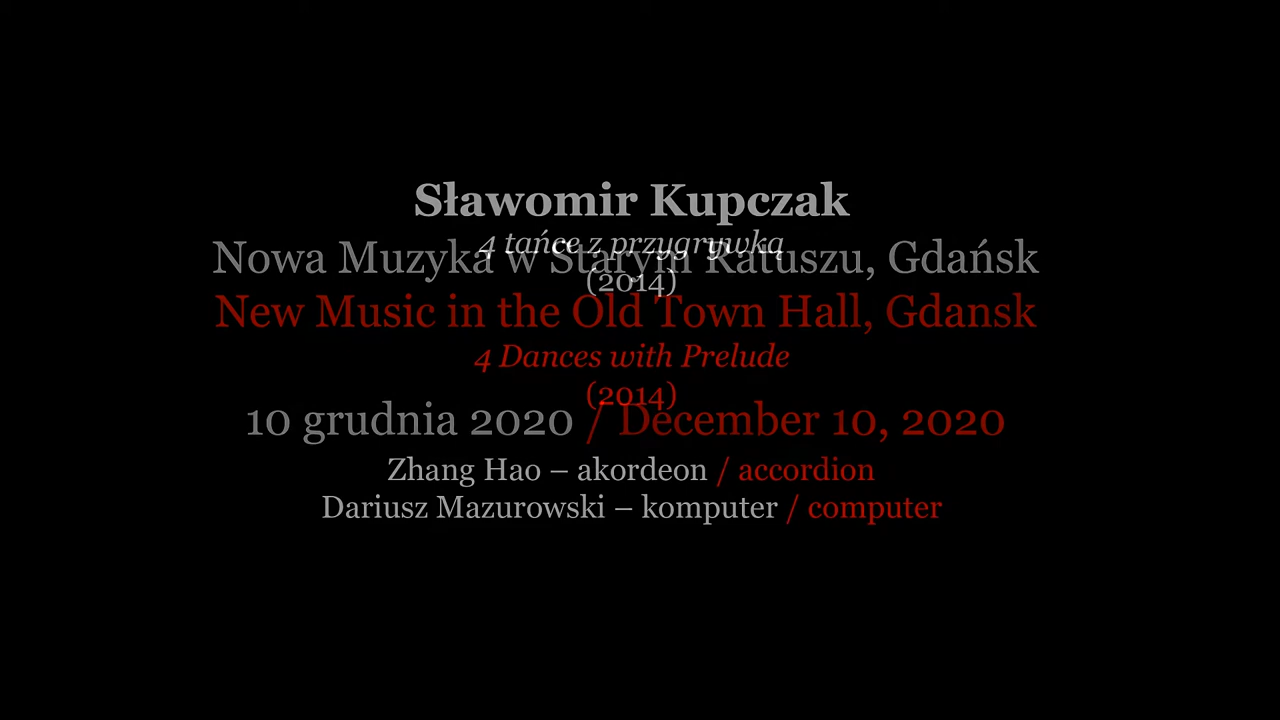 Sławomir Kupczak
4 tańce z przygrywką
Nowa Muzyka w Starym Ratuszu, Gdańsk
(2014)
New Music in the Old Town Hall, Gdansk
4 Dances with Prelude
(2014)
10 grudnia 2020 / December 10, 2020
Zhang Hao – akordeon / accordion
Dariusz Mazurowski – komputer / computer